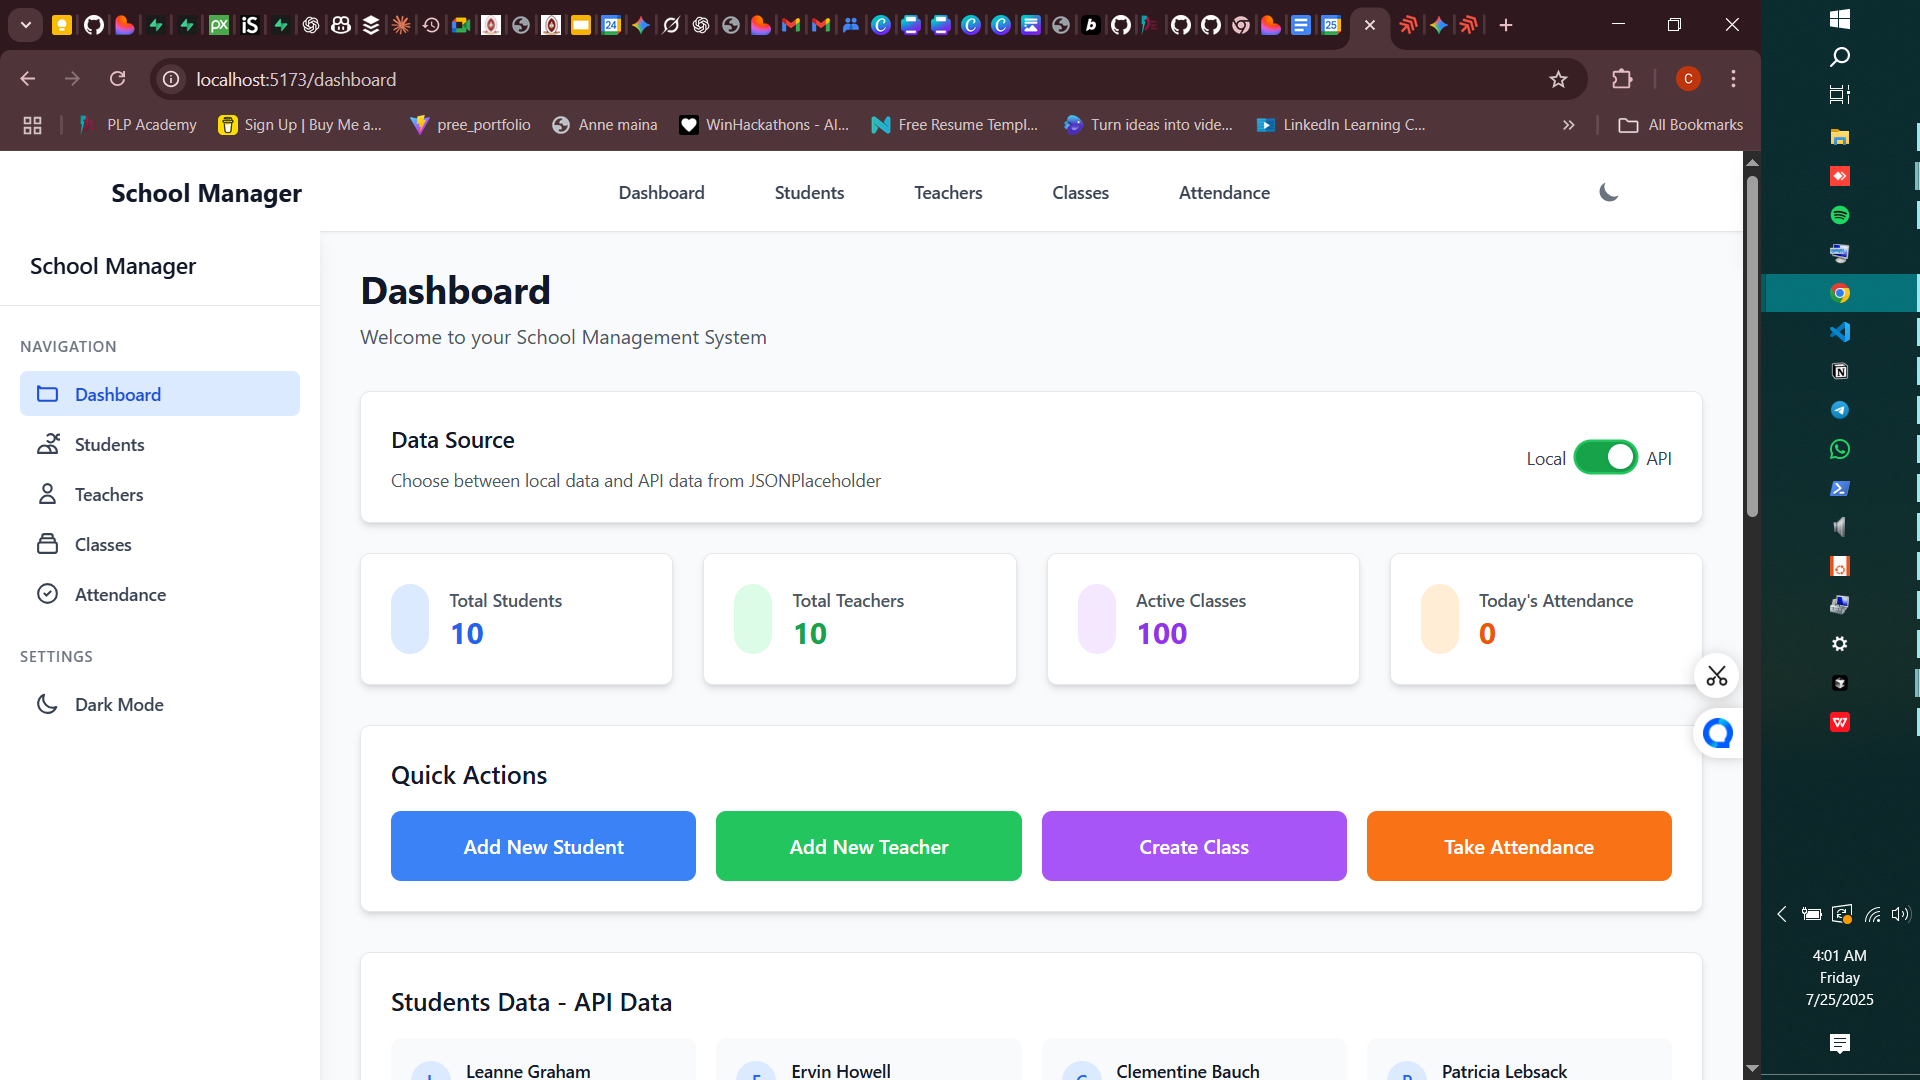 localhost:5173/dashboard
C
PLP Academy
Sign Up | Buy Me a...
pree_portfolio
Anne maina
WinHackathons - AI...
Free Resume Templ...
Turn ideas into vide...
LinkedIn Learning C...
All Bookmarks
School Manager
Dashboard
Students
Teachers
Classes
Attendance
School Manager
NAVIGATION
Dashboard
Students
Teachers
Classes
Attendance
SETTINGS
Dark Mode
Dashboard
Welcome to your School Management System
Data Source
Choose between local data and API data from JSONPlaceholder
Local
API
Total Students
10
Total Teachers
10
Active Classes
100
Today's Attendance
0
Quick Actions
Add New Student
Add New Teacher
Create Class
Take Attendance
Students Data - API Data
Leanne Graham
Ervin Howell
Clementine Bauch
Patricia Lebsack
4:01 AM
Friday
7/25/2025